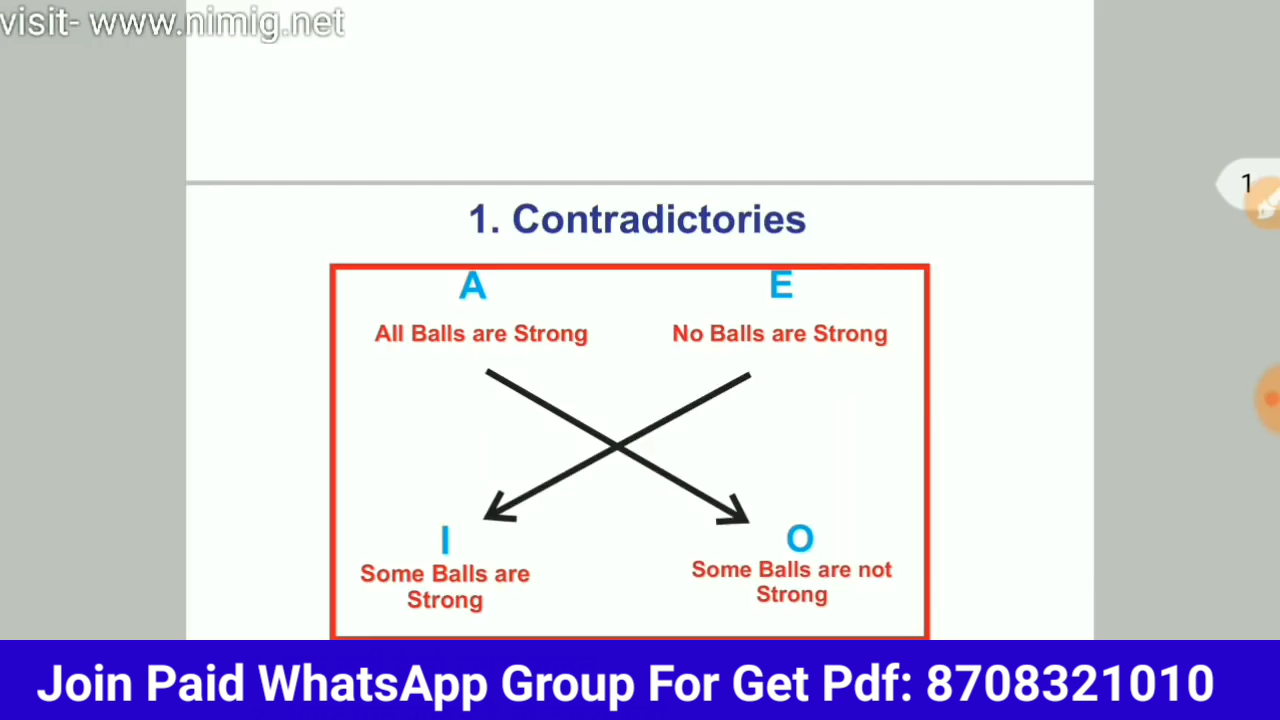 visit- www.nimig.net
1
1. Contradictories
A E
All Balls are Strong No Balls are Strong
I O
Some Balls are Some Balls are not
Strong Strong
Join Paid WhatsApp Group For Get Pdf: 8708321010